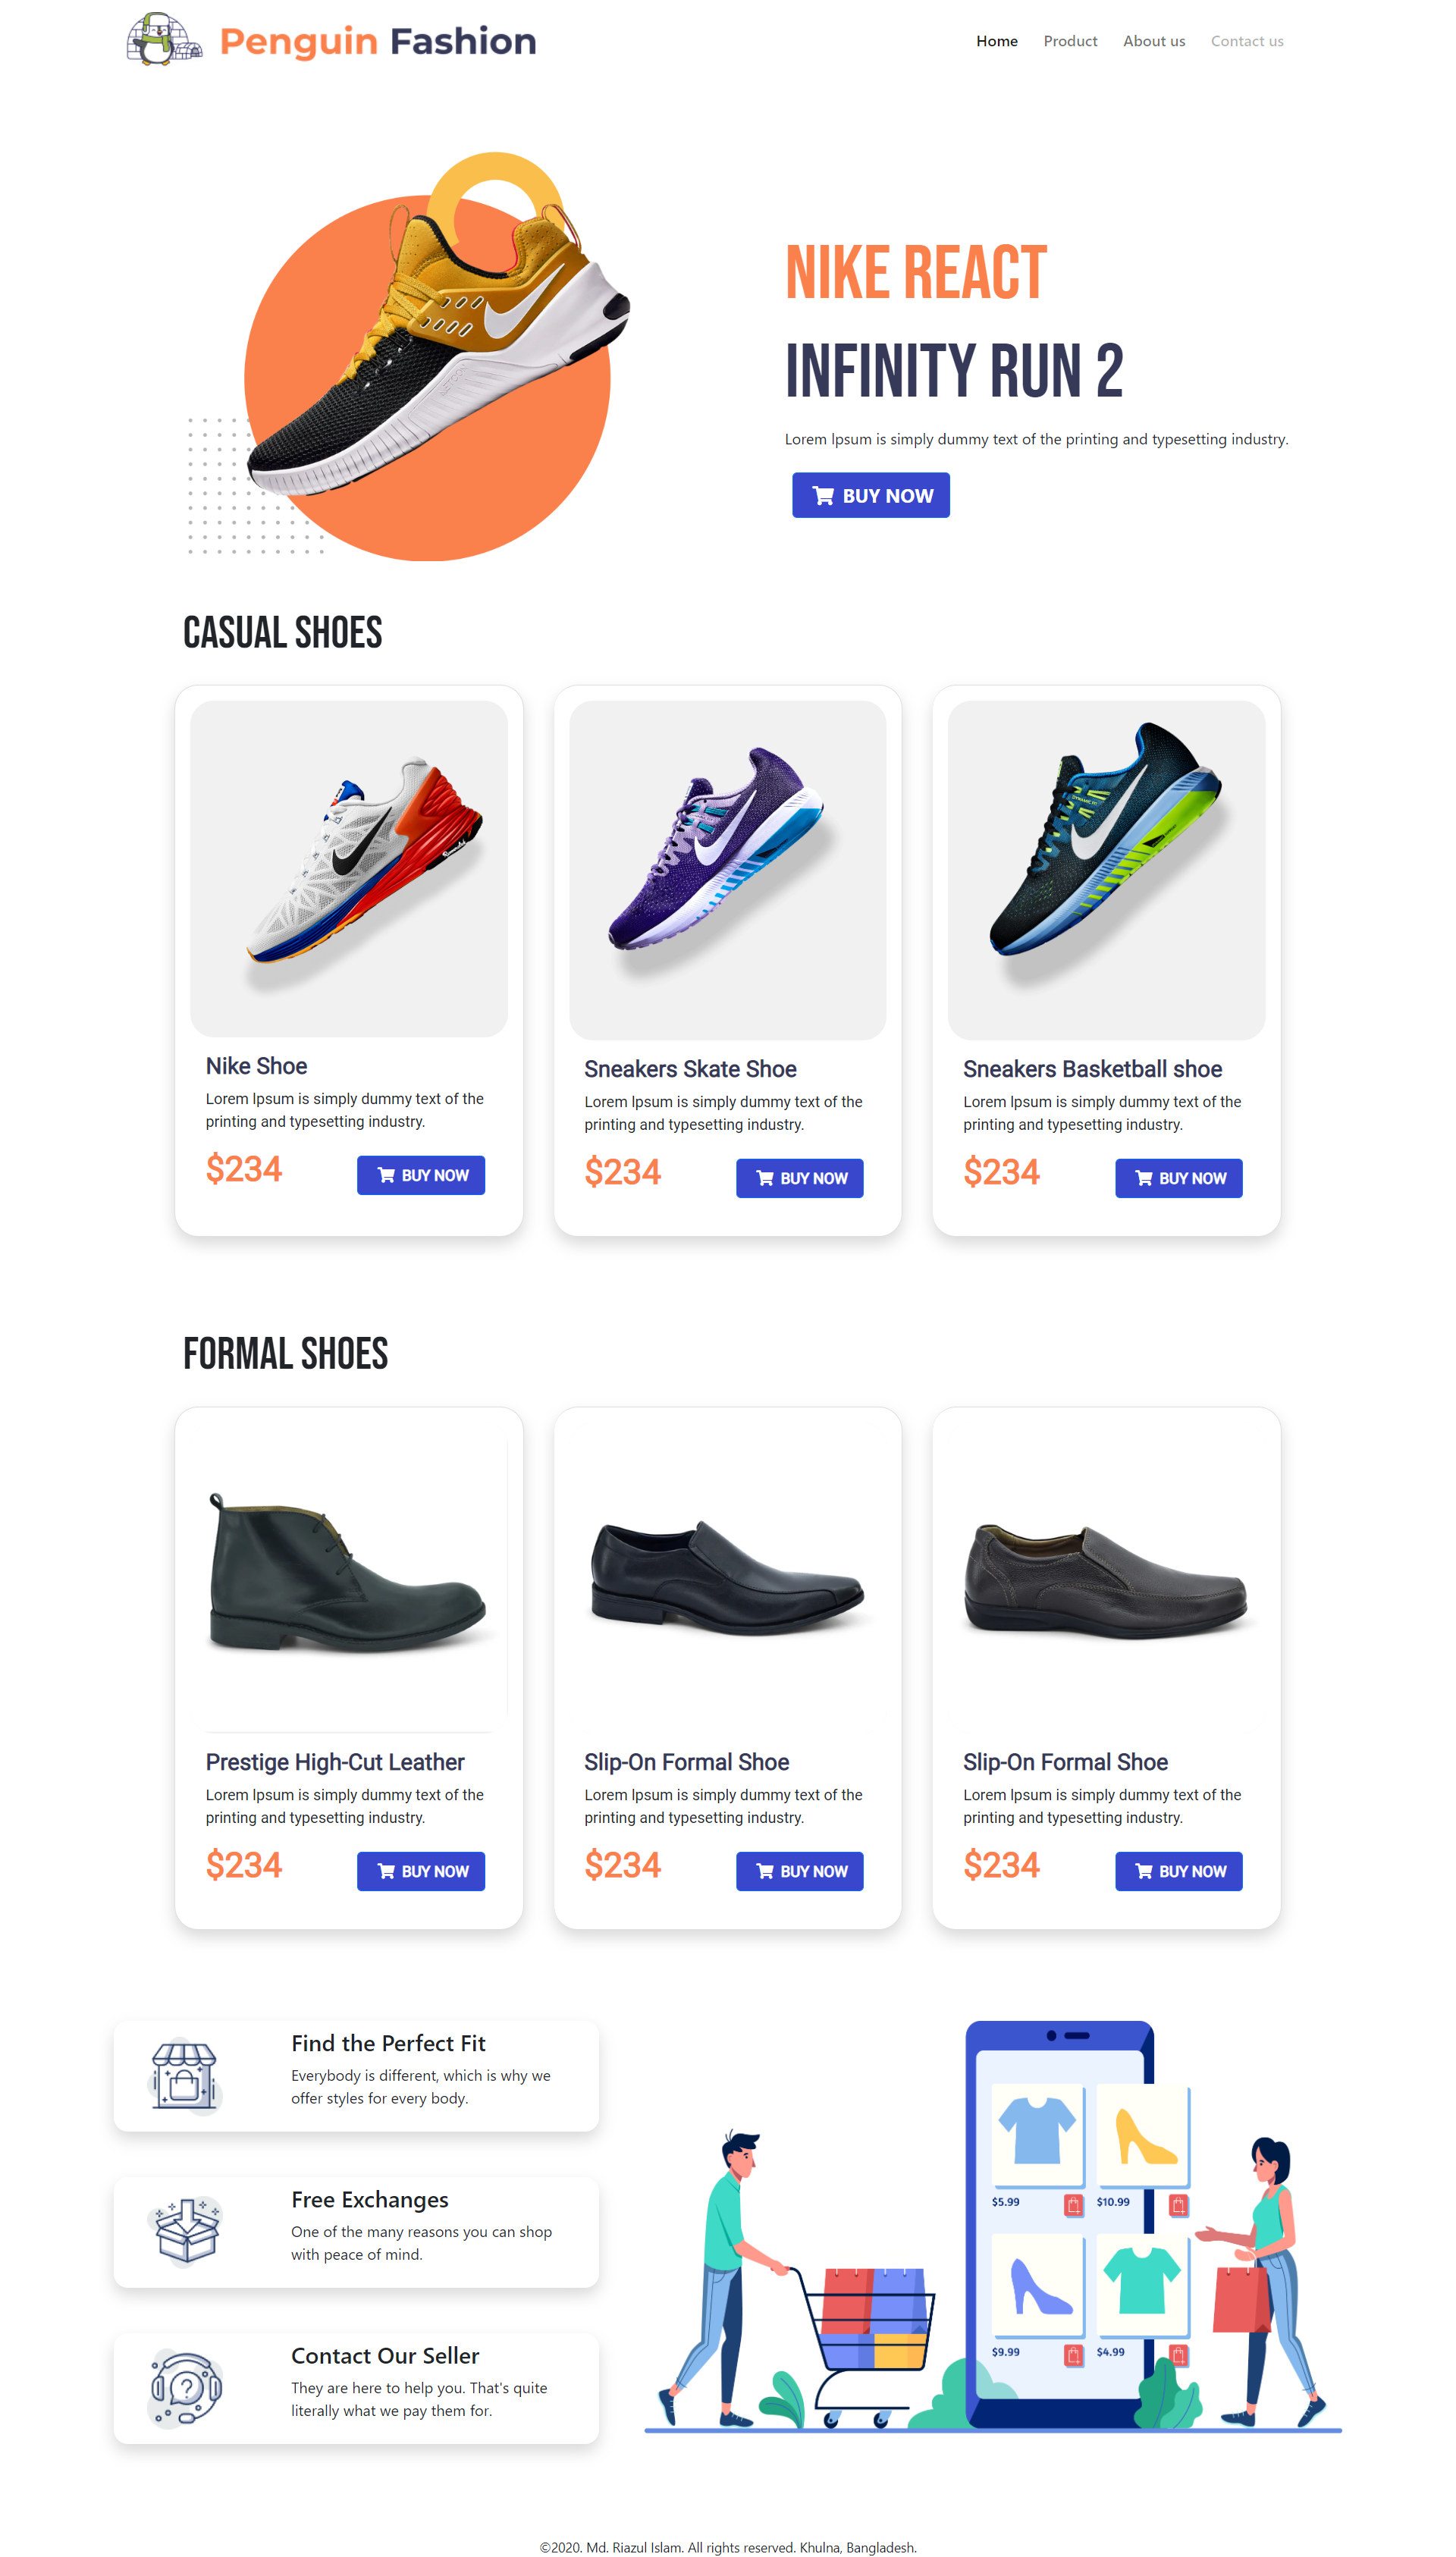 Penguin Fashion
Home Product About us Contact us
NIKE REACT
INFINITY RUN 2
Lorem Ipsum is simply dummy text of the printing and typesetting industry.
BUY NOW
CASUAL SHOES
Nike Shoe
Lorem Ipsum is simply dummy text of the
printing and typesetting industry.
$234
BUY NOW
Sneakers Skate Shoe
Lorem Ipsum is simply dummy text of the
printing and typesetting industry.
$234
BUY NOW
Sneakers Basketball shoe
Lorem Ipsum is simply dummy text of the
printing and typesetting industry.
$234
BUY NOW
FORMAL SHOES
Prestige High-Cut Leather
Lorem Ipsum is simply dummy text of the
printing and typesetting industry.
$234
BUY NOW
Slip-On Formal Shoe
Lorem Ipsum is simply dummy text of the
printing and typesetting industry.
$234
BUY NOW
Slip-On Formal Shoe
Lorem Ipsum is simply dummy text of the
printing and typesetting industry.
$234
BUY NOW
Find the Perfect Fit
Everybody is different, which is why we
offer styles for every body.
Free Exchanges
One of the many reasons you can shop
with peace of mind.
Contact Our Seller
They are here to help you. That's quite
literally what we pay them for.
$5.99
$10.99
$9.99
$4.99
©2020. Md. Riazul Islam. All rights reserved. Khulna, Bangladesh.